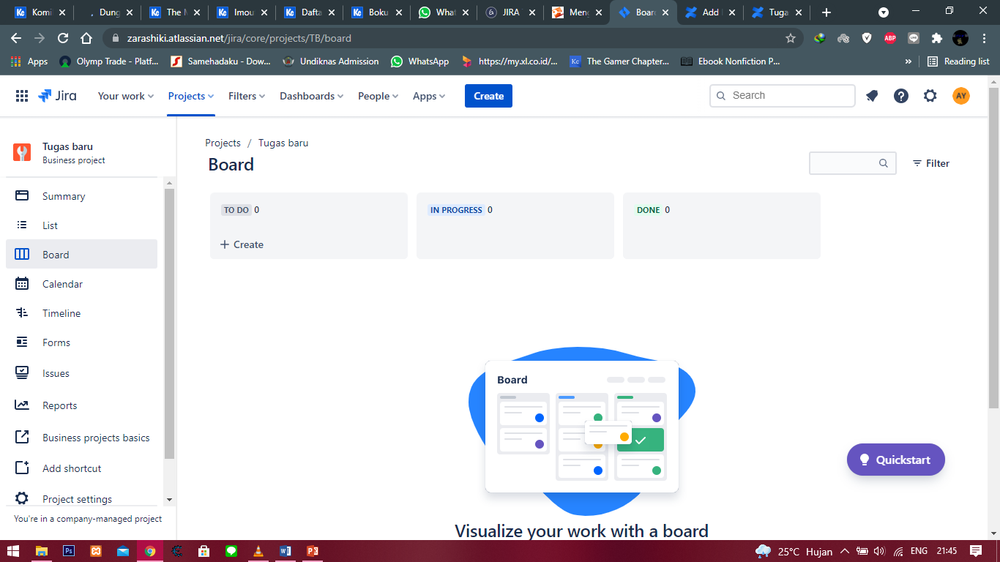 Komi Dung The M Imou Dafta Boku What JIRA Meng Board Add Tuga
zarashiki.atlassian.net/jira/core/projects/TB/board
Apps Olymp Trade - Platf... Samehadaku - Dow... Undiknas Admission WhatsApp https://my.xl.co.id/... The Gamer Chapter... Ebook Nonfiction P... » Reading list
Jira Your work Projects Filters Dashboards People Apps Create Search AY
Tugas baru
Business project
Summary
List
Board
Calendar
Timeline
Forms
Issues
Reports
Business projects basics
Add shortcut
Project settings
You're in a company-managed project
Projects / Tugas baru
Board
Filter
TO DO 0
IN PROGRESS 0
DONE 0
+ Create
Board
Quickstart
Visualize your work with a board
25°C Hujan ENG 21:45